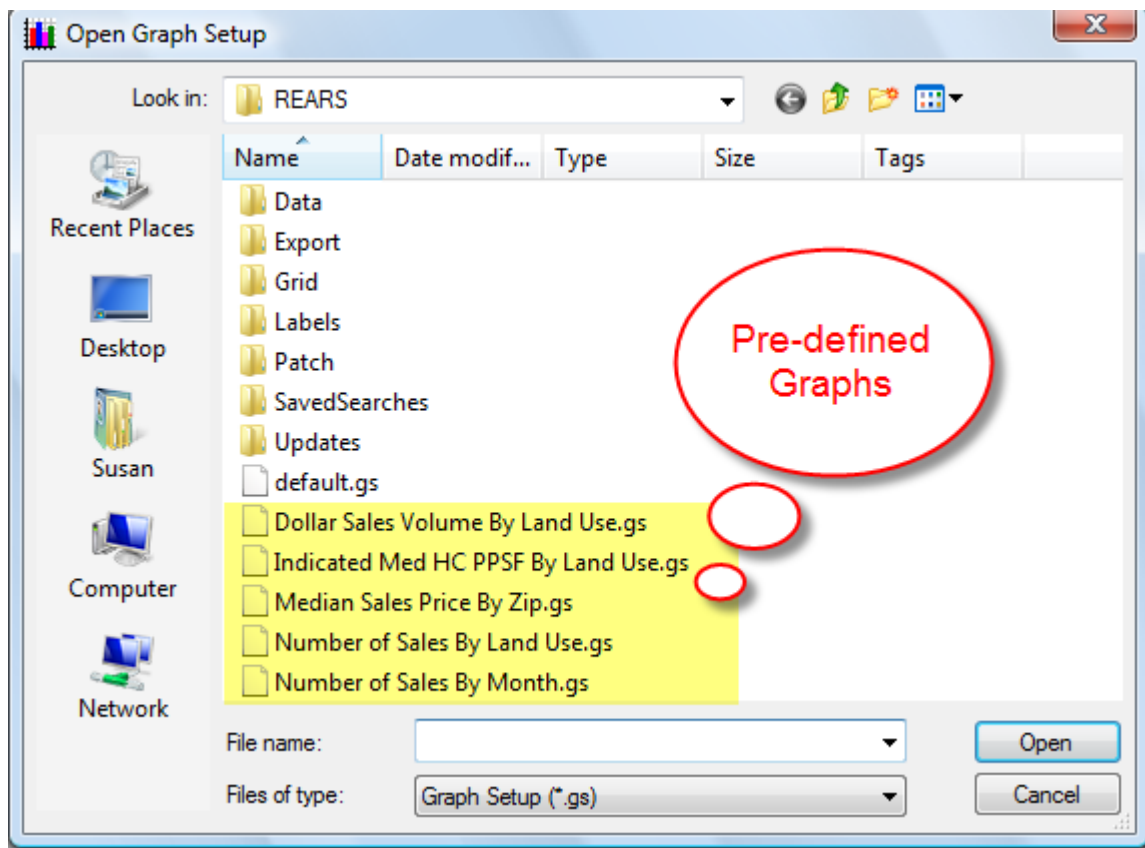 Open Graph Setup
Look in: REARS
Name Date modif... Type Size Tags
Recent Places
Desktop
Susan
Computer
Network
Data
Export
Grid
Labels
Patch
SavedSearches
Updates
default.gs
Dollar Sales Volume By Land Use.gs
Indicated Med HC PPSF By Land Use.gs
Median Sales Price By Zip.gs
Number of Sales By Land Use.gs
Number of Sales By Month.gs
Pre-defined
Graphs
File name: Open
Files of type: Graph Setup (*.gs) Cancel